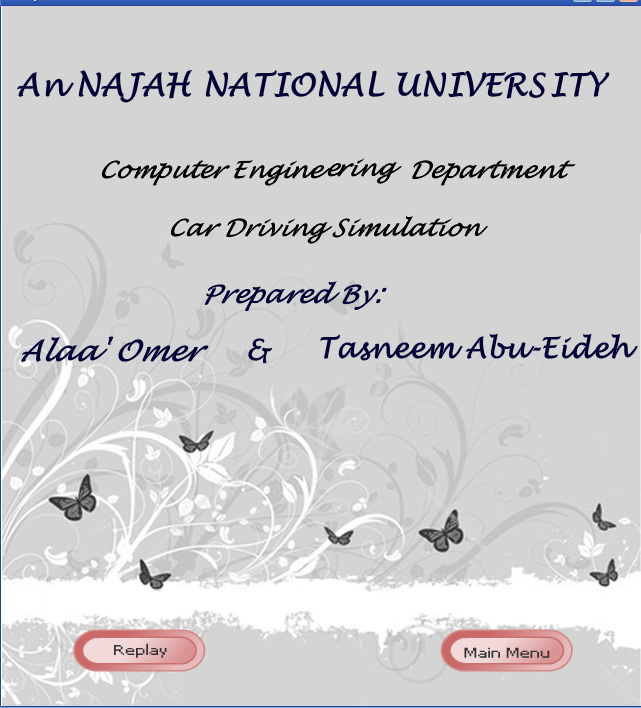 An NAJAH NATIONAL UNIVERSITY
Computer Engineering Department
Car Driving Simulation
Prepared By:
Alaa' Omer & Tasneem Abu-Eideh
Replay Main Menu